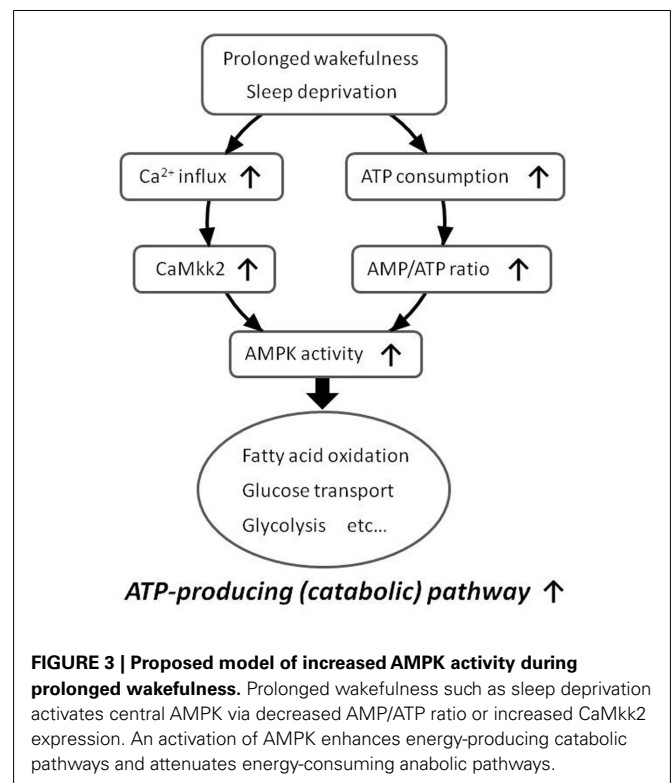 Prolonged wakefulness
Sleep deprivation
Ca²⁺ influx ↑
ATP consumption ↑
CaMkk2 ↑
AMP/ATP ratio ↑
AMPK activity ↑
Fatty acid oxidation
Glucose transport
Glycolysis etc...
ATP-producing (catabolic) pathway ↑
FIGURE 3 | Proposed model of increased AMPK activity during
prolonged wakefulness. Prolonged wakefulness such as sleep deprivation
activates central AMPK via decreased AMP/ATP ratio or increased CaMkk2
expression. An activation of AMPK enhances energy-producing catabolic
pathways and attenuates energy-consuming anabolic pathways.